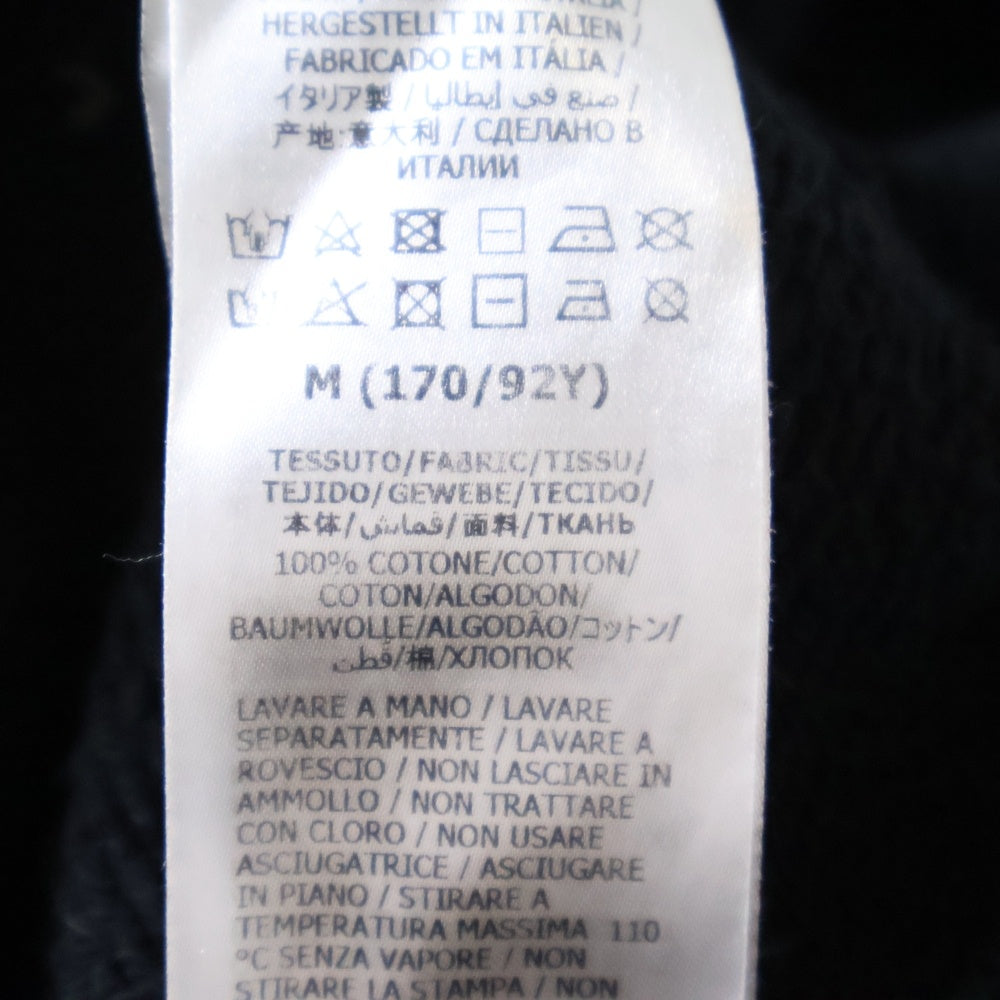 HERGESTELLT IN ITALIEN /
FABRICADO EM ITÁLIA /
イタリア製 / صنع في إيطاليا /
产地:意大利 / СДЕЛАНО В
ИТАЛИИ
M (170/92Y)
TESSUTO/FABRIC/TISSU/
TEJIDO/GEWEBE/TECIDO/
本体/قماش/面料/ТКАНЬ
100% COTONE/COTTON/
COTON/ALGODON/
BAUMWOLLE/ALGODÃO/コットン/
قطن/棉/ХЛОПОК
LAVARE A MANO / LAVARE
SEPARATAMENTE / LAVARE A
ROVESCIO / NON LASCIARE IN
AMMOLLO / NON TRATTARE
CON CLORO / NON USARE
ASCIUGATRICE / ASCIUGARE
IN PIANO / STIRARE A
TEMPERATURA MASSIMA 110
°C SENZA VAPORE / NON
STIRARE LA STAMPA / NON